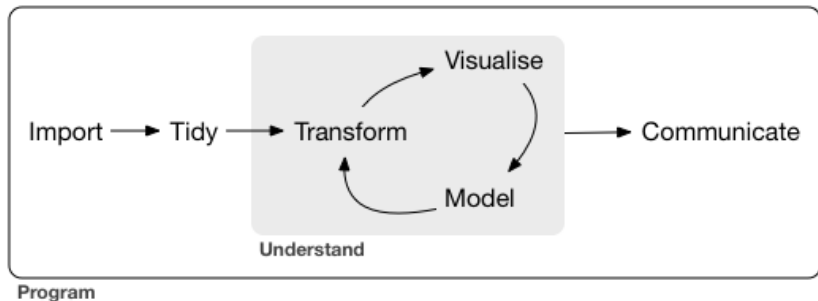 Visualise
Import
Tidy
Transform
Communicate
Model
Understand
Program